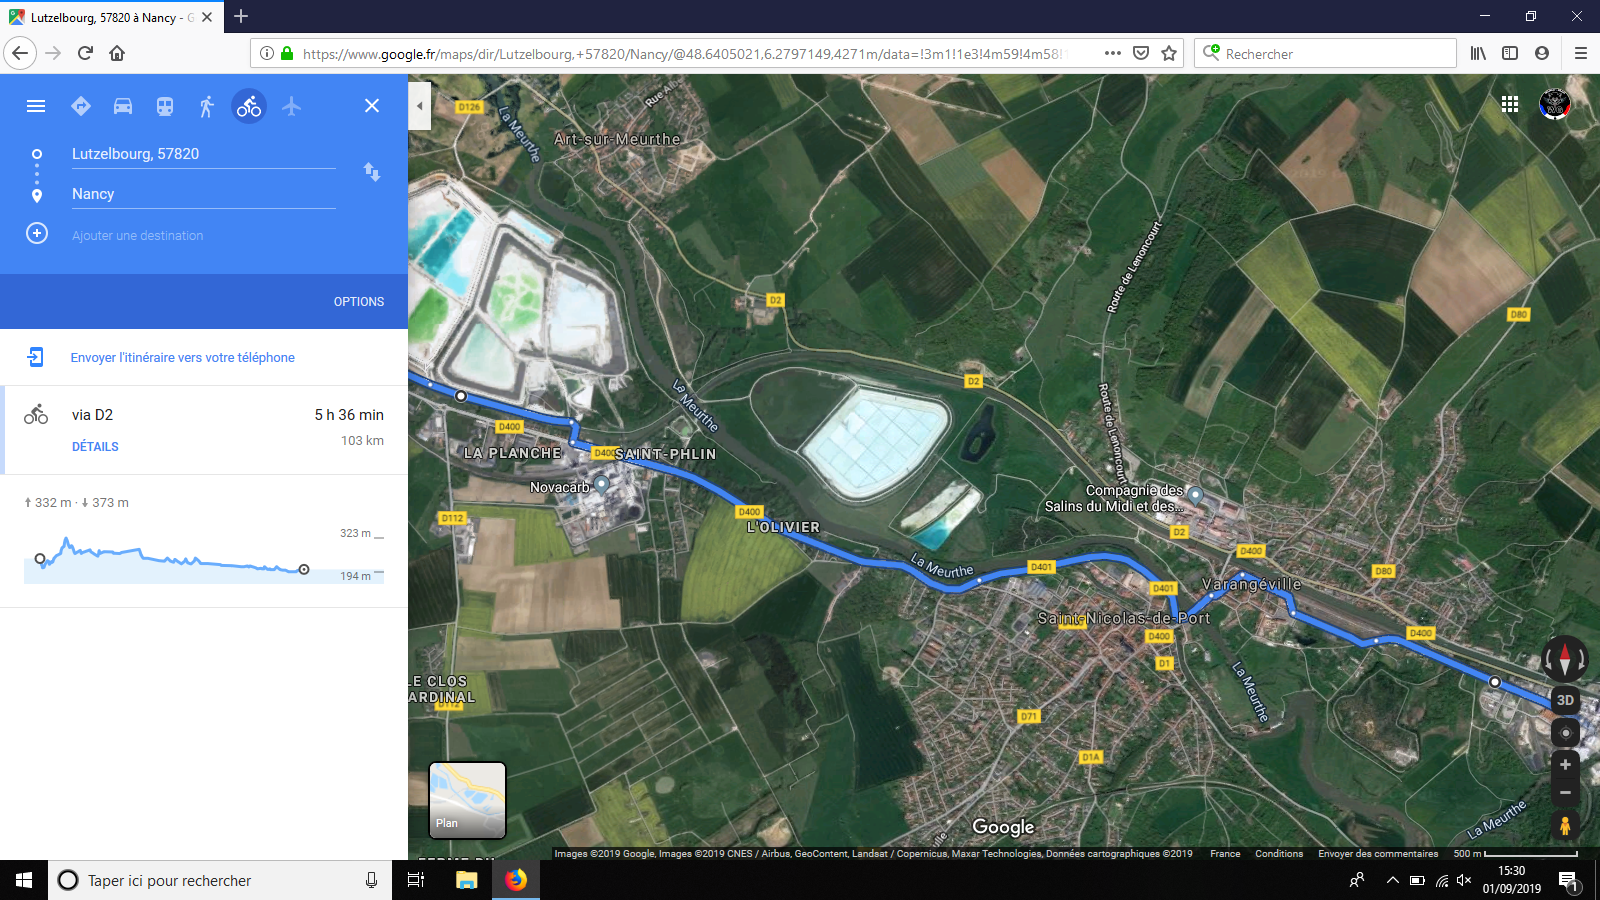 Lutzelbourg, 57820 à Nancy - G
https://www.google.fr/maps/dir/Lutzelbourg,+57820/Nancy/@48.6405021,6.2797149,4271m/data=!3m1!1e3!4m59!4m58!1
Rechercher
Lutzelbourg, 57820
Nancy
Ajouter une destination
OPTIONS
Envoyer l'itinéraire vers votre téléphone
via D2
5 h 36 min
DÉTAILS
103 km
332 m · 373 m
323 m
194 m
D126
La Meurthe
Rue
Art-sur-Meurthe
Route de Lenoncourt
D2
D80
D2
La Meurthe
Route de Lenoncourt
D400
LA PLANCHE
D400
SAINT-PHLIN
Novacarb
Compagnie des
Salins du Midi et des...
D112
D400
L'OLIVIER
D2
D400
La Meurthe
D401
D80
D401
Varangéville
Saint-Nicolas-de-Port
D400
D400
D1
La Meurthe
LE CLOS
ARDINAL
D112
D71
D1A
3D
La Meurthe
Plan
Google
Images ©2019 Google, Images ©2019 CNES / Airbus, GeoContent, Landsat / Copernicus, Maxar Technologies, Données cartographiques ©2019
France
Conditions
Envoyer des commentaires
500 m
Taper ici pour rechercher
15:30
01/09/2019
1